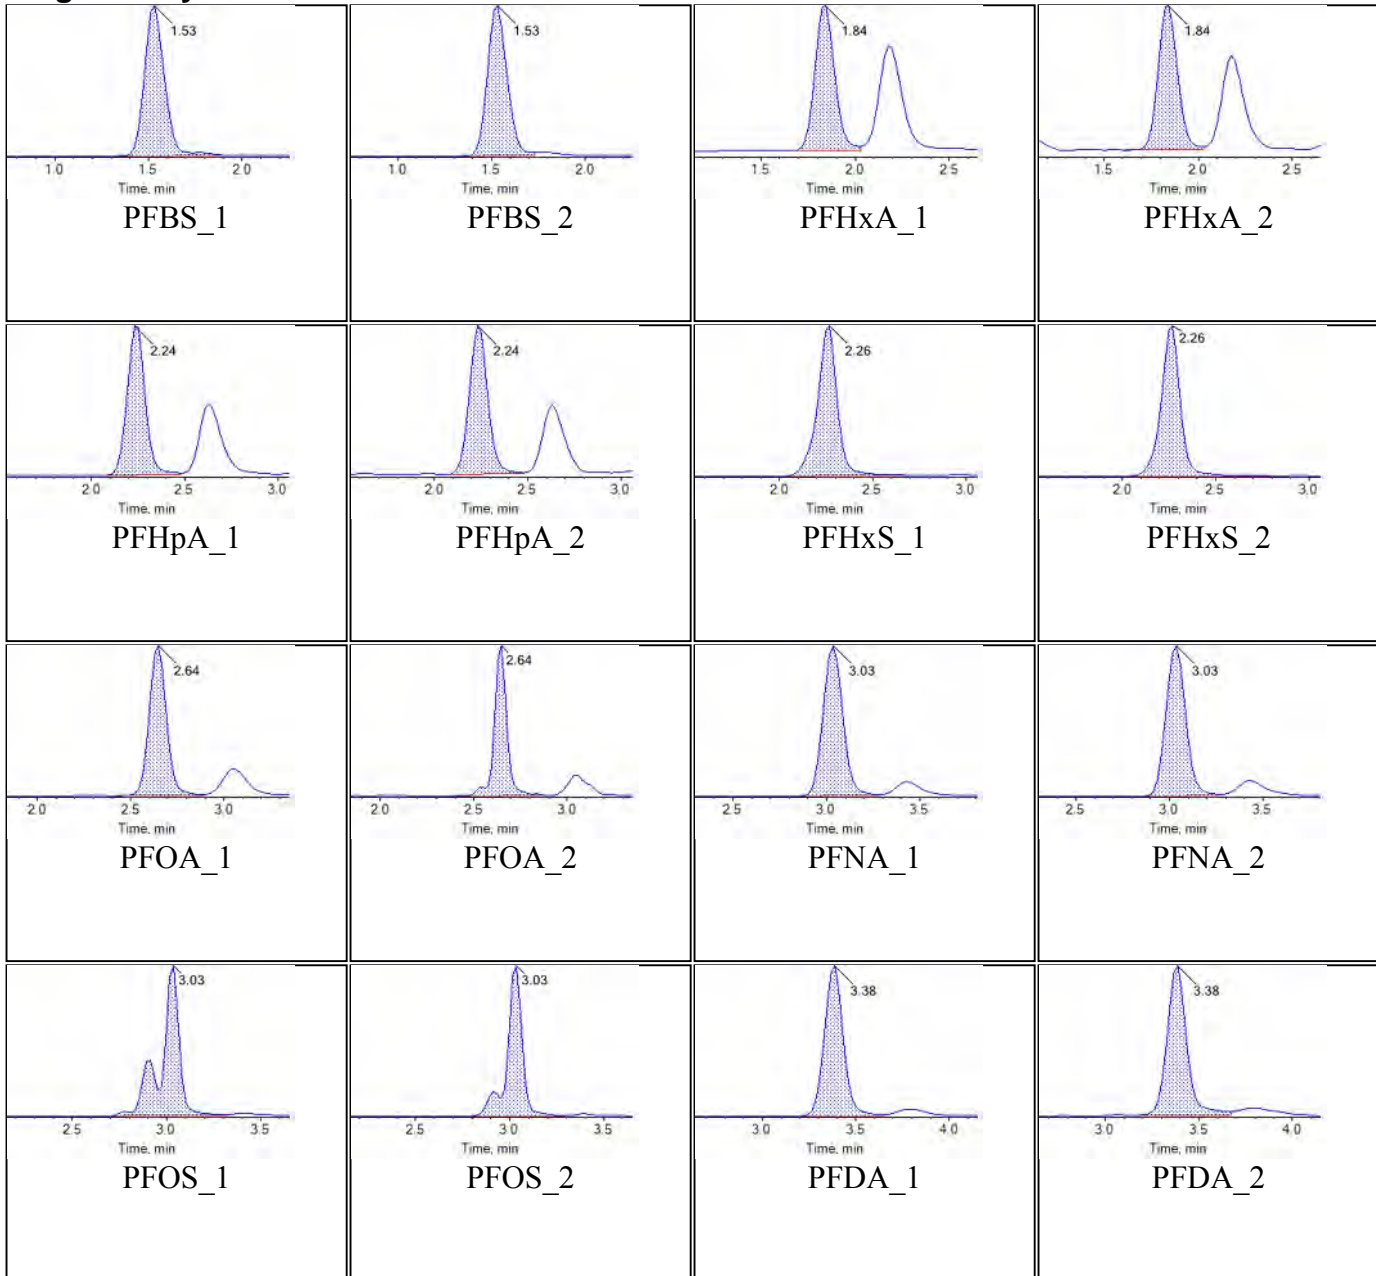 1.53 1.53 1.84 1.84
1.0 1.5 2.0 1.0 1.5 2.0 1.5 2.0 2.5 1.5 2.0 2.5
Time, min Time, min Time, min Time, min
PFBS_1 PFBS_2 PFHxA_1 PFHxA_2
2.24 2.24 2.26 2.26
2.0 2.5 3.0 2.0 2.5 3.0 2.0 2.5 3.0 2.0 2.5 3.0
Time, min Time, min Time, min Time, min
PFHpA_1 PFHpA_2 PFHxS_1 PFHxS_2
2.64 2.64 3.03 3.03
2.0 2.5 3.0 2.0 2.5 3.0 2.5 3.0 3.5 2.5 3.0 3.5
Time, min Time, min Time, min Time, min
PFOA_1 PFOA_2 PFNA_1 PFNA_2
3.03 3.03 3.38 3.38
2.5 3.0 3.5 2.5 3.0 3.5 3.0 3.5 4.0 3.0 3.5 4.0
Time, min Time, min Time, min Time, min
PFOS_1 PFOS_2 PFDA_1 PFDA_2